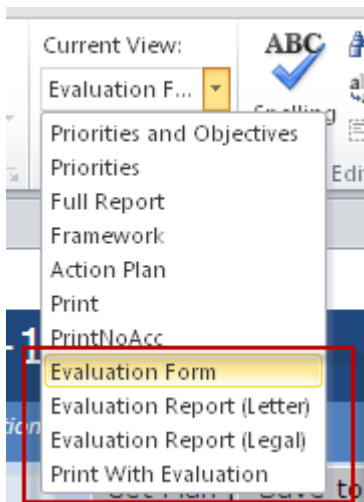 Current View:
ABC
Evaluation F...
Spelling
Priorities and Objectives
Priorities
Full Report
Framework
Action Plan
Print
PrintNoAcc
Evaluation Form
Evaluation Report (Letter)
Evaluation Report (Legal)
Print With Evaluation
to